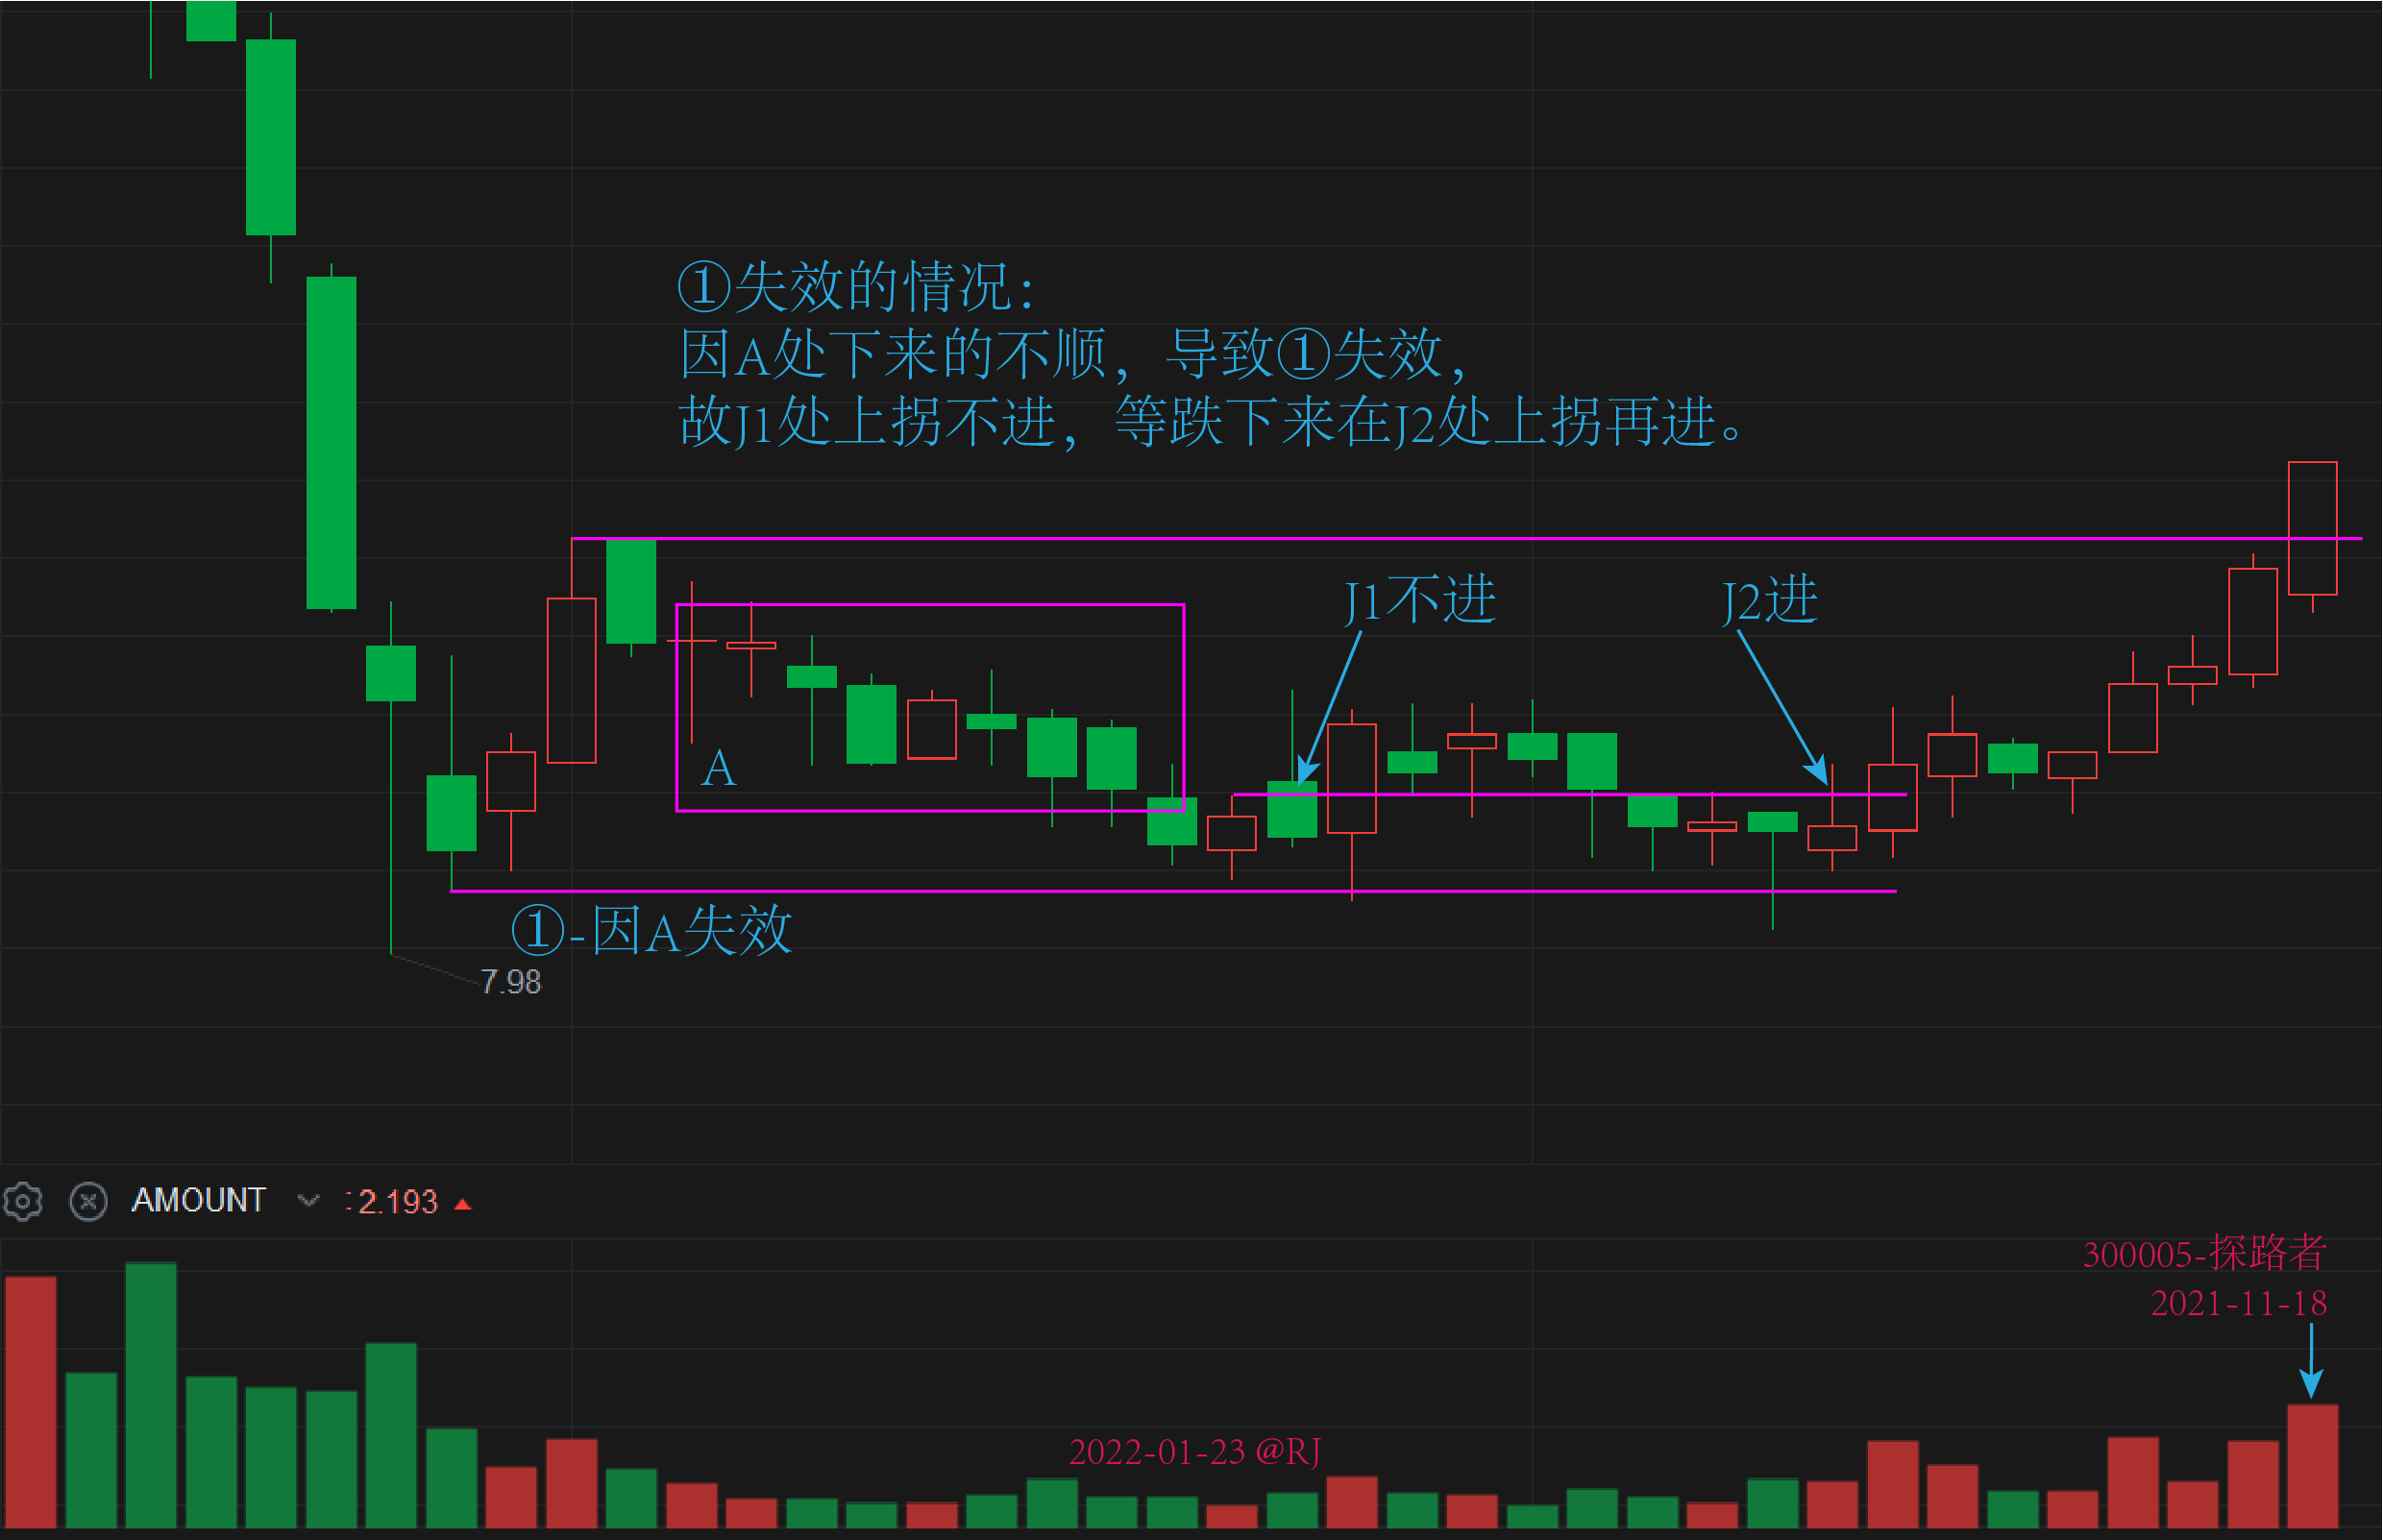 ①失效的情况：
因A处下来的不顺，导致①失效，
故J1处上拐不进，等跌下来在J2处上拐再进。
J1不进
J2进
A
①-因A失效
7.98
AMOUNT :2.193
300005-探路者
2021-11-18
2022-01-23 @RJ